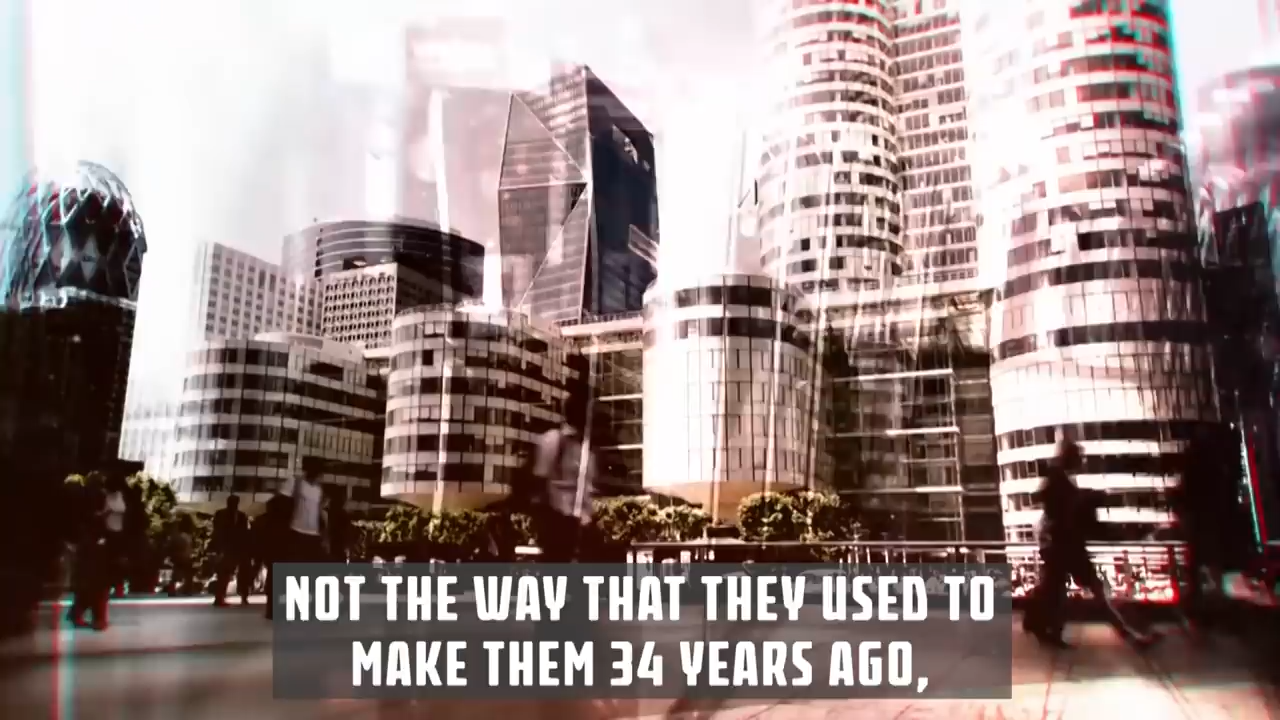 NOT THE WAY THAT THEY USED TO
MAKE THEM 34 YEARS AGO,